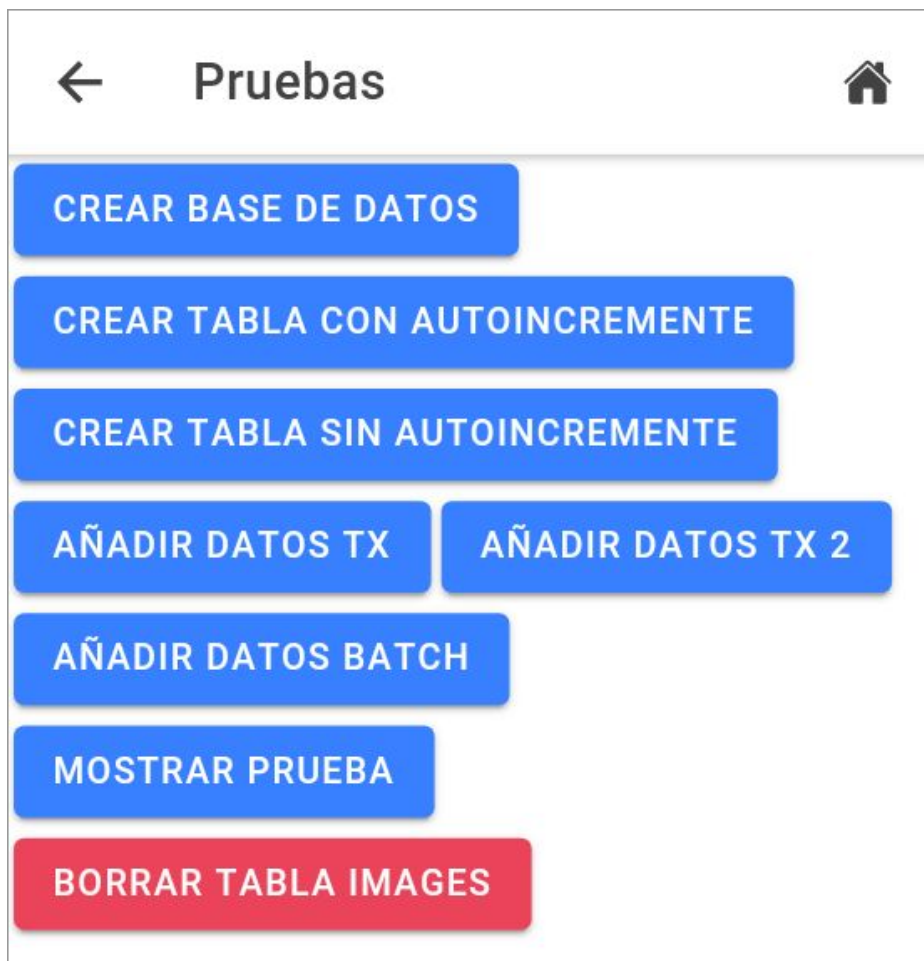 Pruebas
CREAR BASE DE DATOS
CREAR TABLA CON AUTOINCREMENTE
CREAR TABLA SIN AUTOINCREMENTE
AÑADIR DATOS TX AÑADIR DATOS TX 2
AÑADIR DATOS BATCH
MOSTRAR PRUEBA
BORRAR TABLA IMAGES